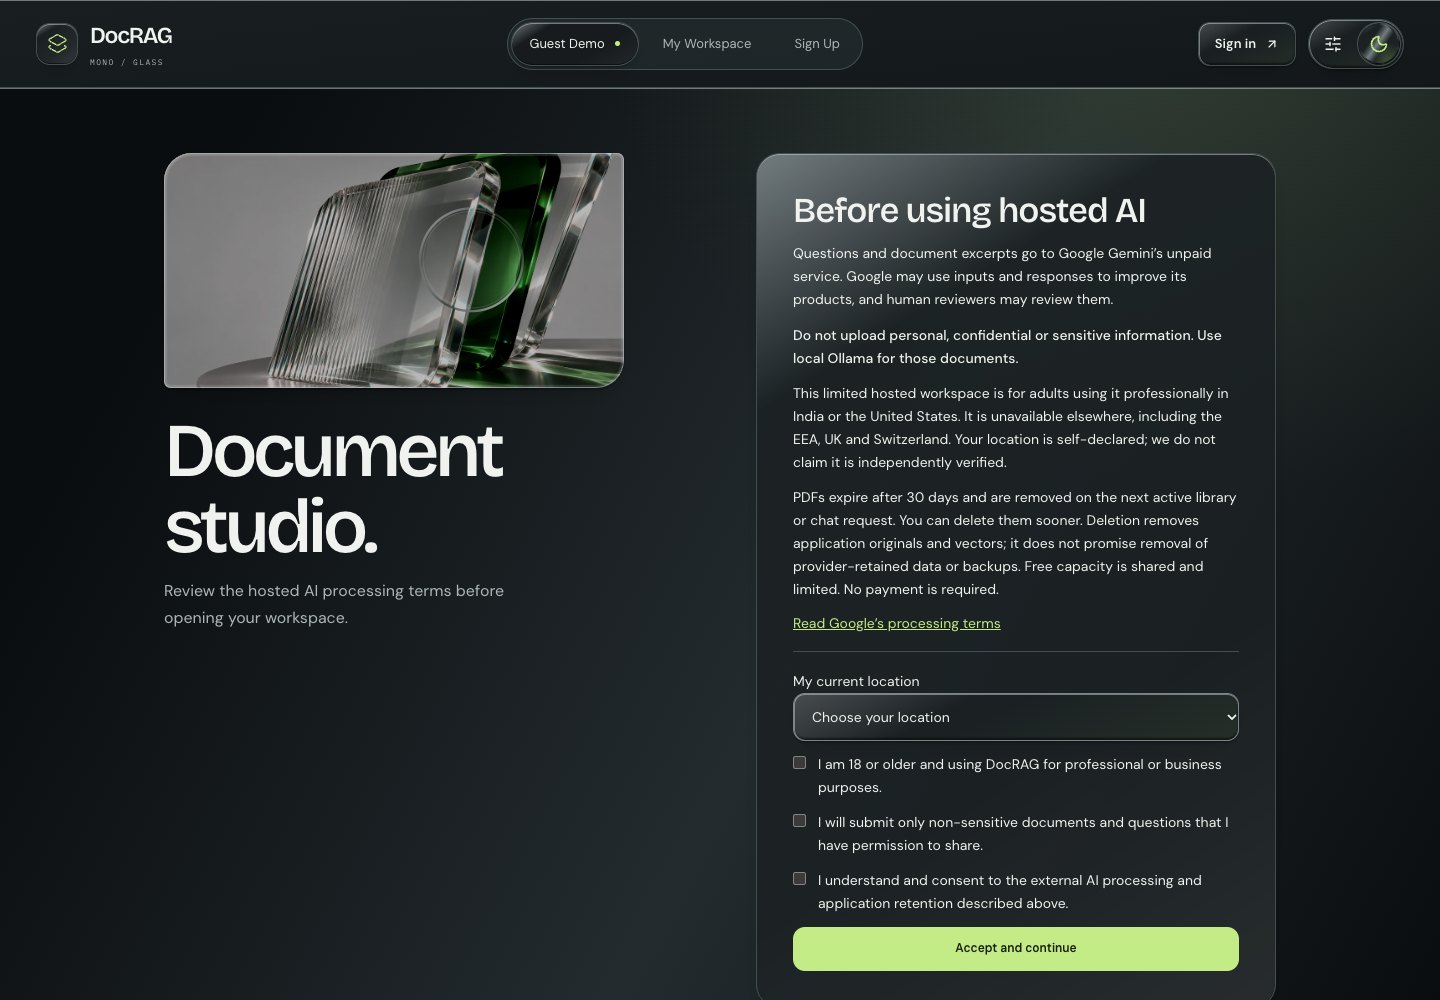 DocRAG
MONO / GLASS
Guest Demo
My Workspace
Sign Up
Sign in
Document
studio.
Review the hosted AI processing terms before
opening your workspace.
Before using hosted AI
Questions and document excerpts go to Google Gemini’s unpaid
service. Google may use inputs and responses to improve its
products, and human reviewers may review them.
Do not upload personal, confidential or sensitive information. Use
local Ollama for those documents.
This limited hosted workspace is for adults using it professionally in
India or the United States. It is unavailable elsewhere, including the
EEA, UK and Switzerland. Your location is self-declared; we do not
claim it is independently verified.
PDFs expire after 30 days and are removed on the next active library
or chat request. You can delete them sooner. Deletion removes
application originals and vectors; it does not promise removal of
provider-retained data or backups. Free capacity is shared and
limited. No payment is required.
Read Google’s processing terms
My current location
Choose your location
I am 18 or older and using DocRAG for professional or business
purposes.
I will submit only non-sensitive documents and questions that I
have permission to share.
I understand and consent to the external AI processing and
application retention described above.
Accept and continue